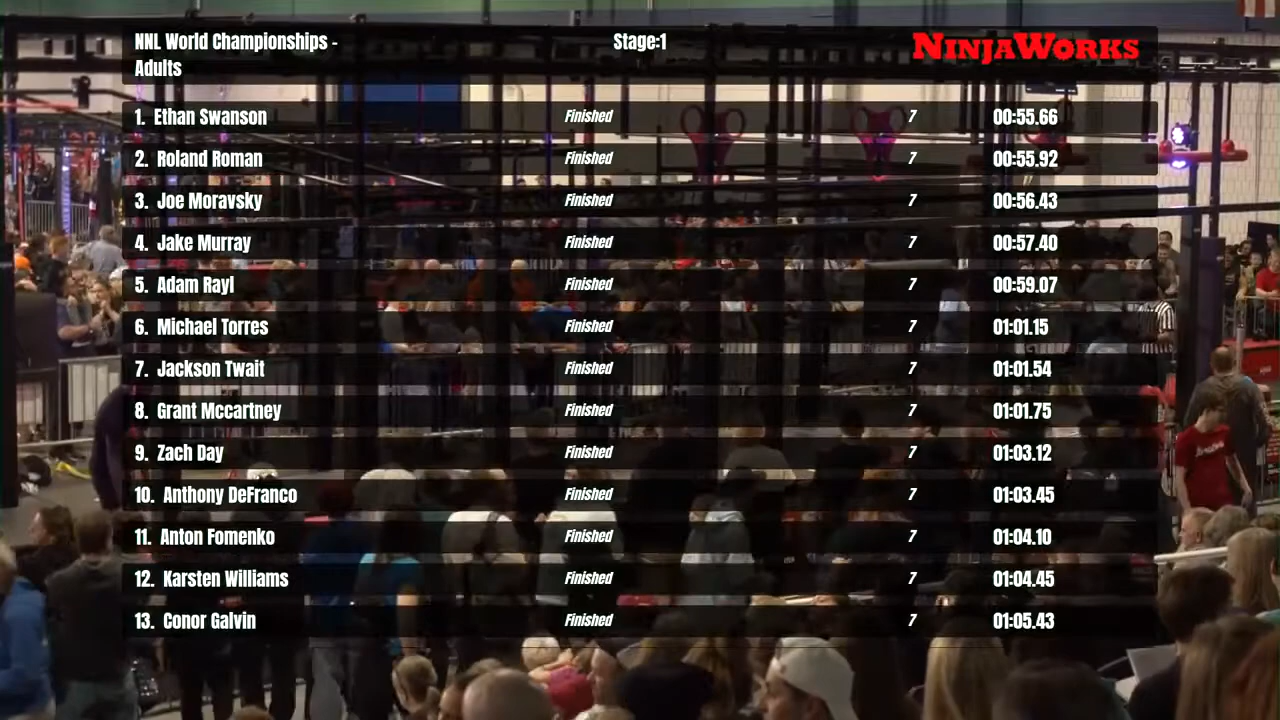 NNL World Championships -
Adults
Stage:1
NINJAWORKS
1. Ethan Swanson Finished 7 00:55.66
2. Roland Roman Finished 7 00:55.92
3. Joe Moravsky Finished 7 00:56.43
4. Jake Murray Finished 7 00:57.40
5. Adam Rayl Finished 7 00:59.07
6. Michael Torres Finished 7 01:01.15
7. Jackson Twait Finished 7 01:01.54
8. Grant Mccartney Finished 7 01:01.75
9. Zach Day Finished 7 01:03.12
10. Anthony DeFranco Finished 7 01:03.45
11. Anton Fomenko Finished 7 01:04.10
12. Karsten Williams Finished 7 01:04.45
13. Conor Galvin Finished 7 01:05.43